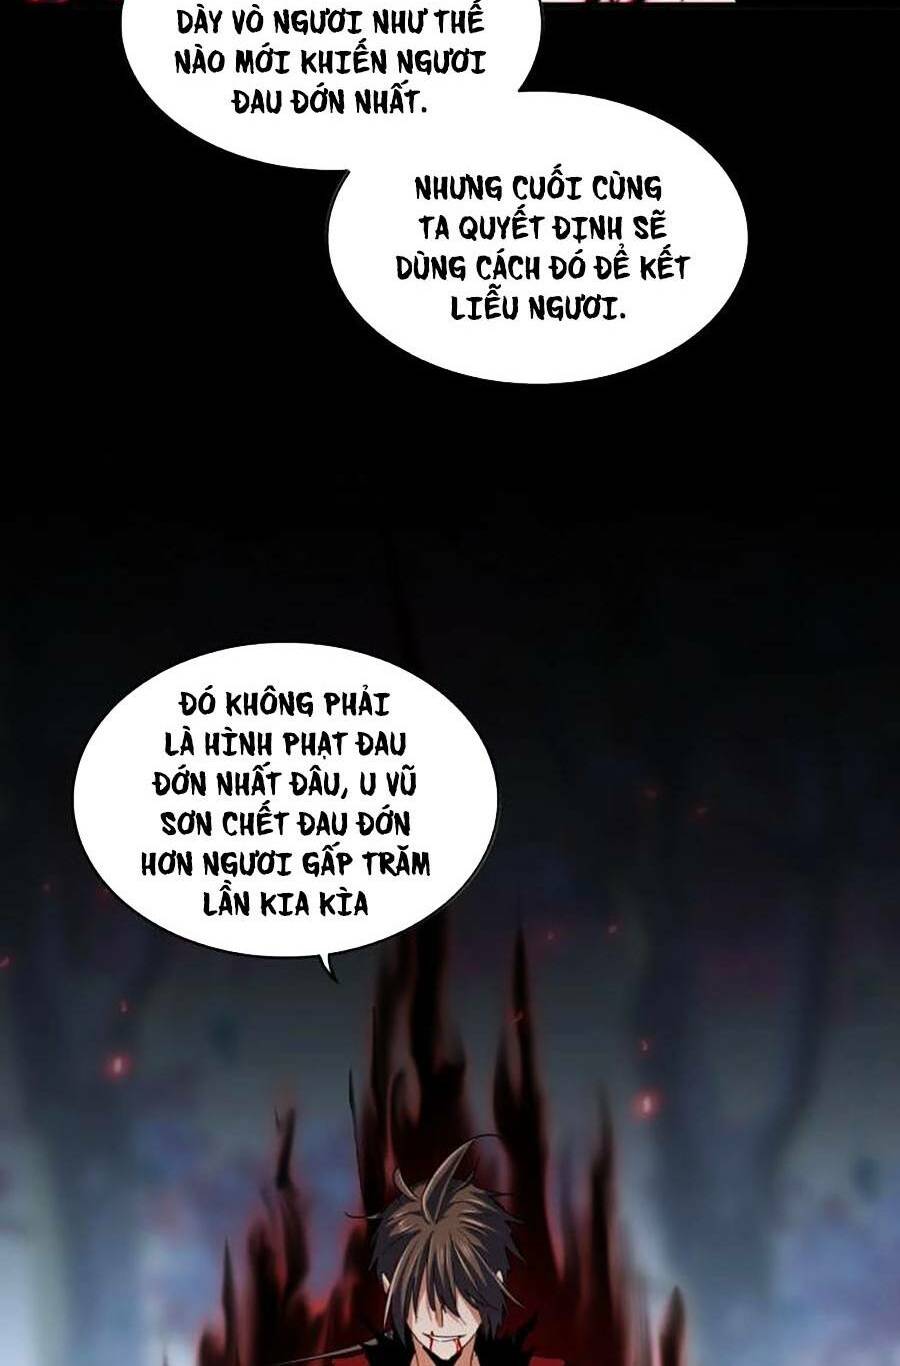 DÀY VÒ NGƯƠI NHƯ THẾ
NÀO MỚI KHIẾN NGƯƠI
ĐAU ĐỚN NHẤT.
NHƯNG CUỐI CÙNG
TA QUYẾT ĐỊNH SẼ
DÙNG CÁCH ĐÓ ĐỂ KẾT
LIỄU NGƯƠI.
ĐÓ KHÔNG PHẢI
LÀ HÌNH PHẠT ĐAU
ĐỚN NHẤT ĐÂU, U VŨ
SƠN CHẾT ĐAU ĐỚN
HƠN NGƯƠI GẤP TRĂM
LẦN KIA KÌA